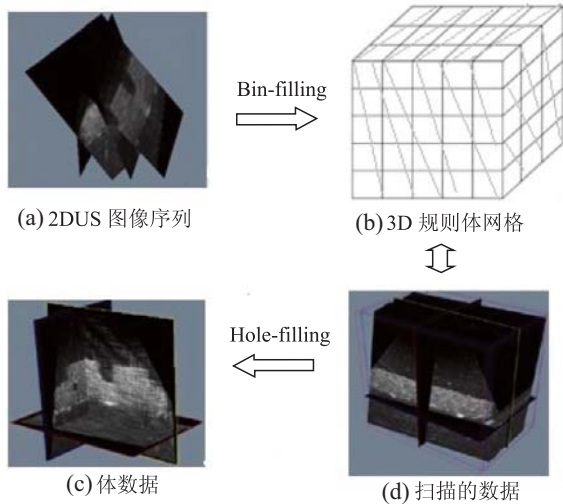 Bin-filling
(a) 2DUS 图像序列
(b) 3D 规则体网格
Hole-filling
(c) 体数据
(d) 扫描的数据